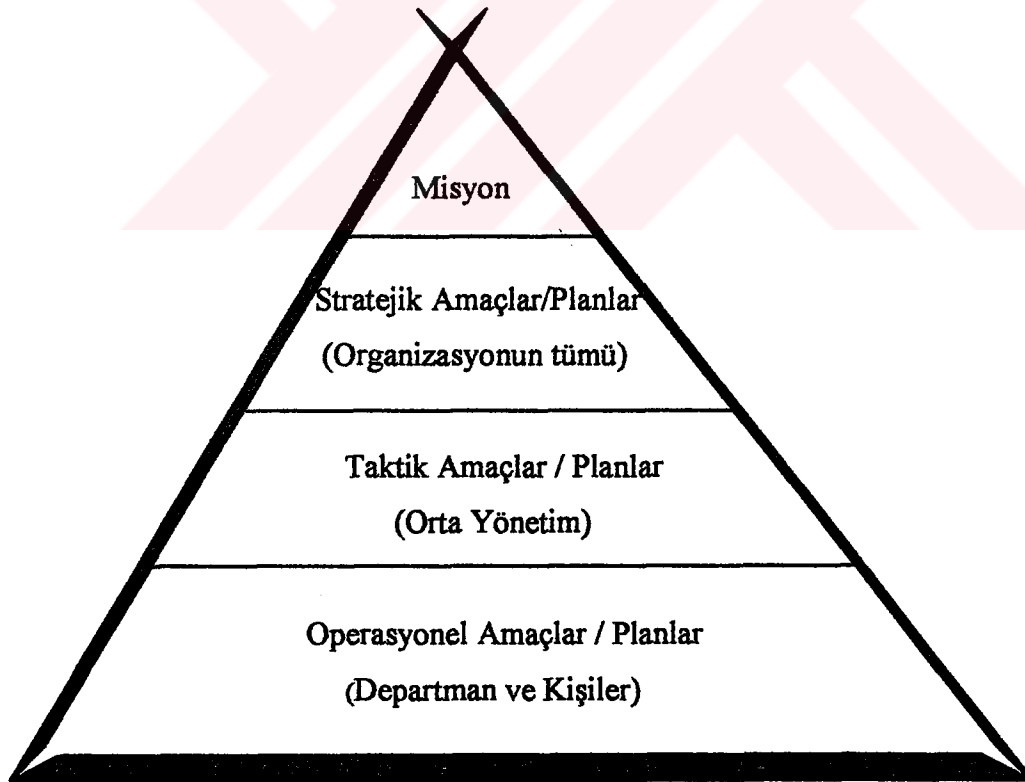 Misyon
Stratejik Amaçlar/Planlar
(Organizasyonun tümü)
Taktik Amaçlar / Planlar
(Orta Yönetim)
Operasyonel Amaçlar / Planlar
(Departman ve Kişiler)